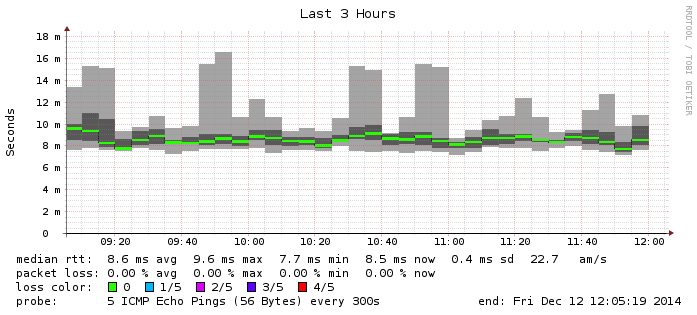 Last 3 Hours
RRDTOOL / TOBI OETIKER
Seconds
18 m
16 m
14 m
12 m
10 m
8 m
6 m
4 m
2 m
0
09:20 09:40 10:00 10:20 10:40 11:00 11:20 11:40 12:00
median rtt: 8.6 ms avg 9.6 ms max 7.7 ms min 8.5 ms now 0.4 ms sd 22.7 am/s
packet loss: 0.00 % avg 0.00 % max 0.00 % min 0.00 % now
loss color: 0 1/5 2/5 3/5 4/5
probe: 5 ICMP Echo Pings (56 Bytes) every 300s end: Fri Dec 12 12:05:19 2014